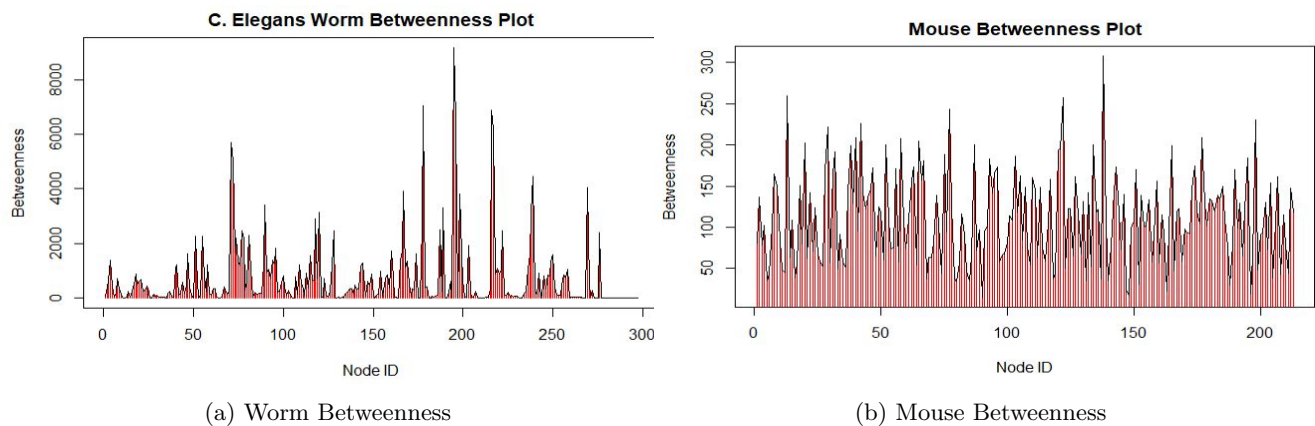 C. Elegans Worm Betweenness Plot
Betweenness
8000
6000
4000
2000
0
0 50 100 150 200 250 300
Node ID
(a) Worm Betweenness
Mouse Betweenness Plot
Betweenness
300
250
200
150
100
50
0 50 100 150 200
Node ID
(b) Mouse Betweenness